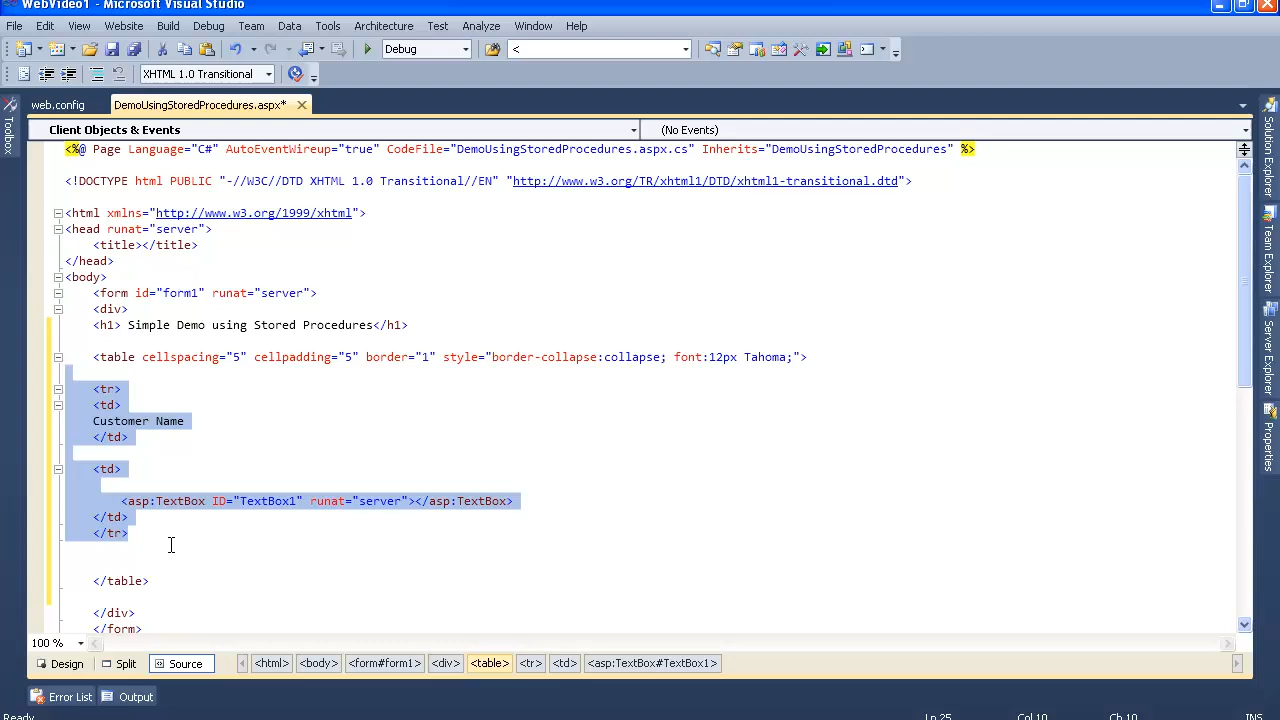 WebVideo1 - Microsoft Visual Studio
File Edit View Website Build Debug Team Data Tools Architecture Test Analyze Window Help
Debug <
XHTML 1.0 Transitional
web.config DemoUsingStoredProcedures.aspx*
Toolbox
Client Objects & Events (No Events)
<%@ Page Language="C#" AutoEventWireup="true" CodeFile="DemoUsingStoredProcedures.aspx.cs" Inherits="DemoUsingStoredProcedures" %>
<!DOCTYPE html PUBLIC "-//W3C//DTD XHTML 1.0 Transitional//EN" "http://www.w3.org/TR/xhtml1/DTD/xhtml1-transitional.dtd">
<html xmlns="http://www.w3.org/1999/xhtml">
<head runat="server">
<title></title>
</head>
<body>
<form id="form1" runat="server">
<div>
<h1> Simple Demo using Stored Procedures</h1>
<table cellspacing="5" cellpadding="5" border="1" style="border-collapse:collapse; font:12px Tahoma;">
<tr>
<td>
Customer Name
</td>
<td>
<asp:TextBox ID="TextBox1" runat="server"></asp:TextBox>
</td>
</tr>
</table>
</div>
</form>
Solution Explorer
Team Explorer
Server Explorer
Properties
100 %
Design Split Source <html> <body> <form#form1> <div> <table> <tr> <td> <asp:TextBox#TextBox1>
Error List Output
Ready Ln 25 Col 10 Ch 10 INS